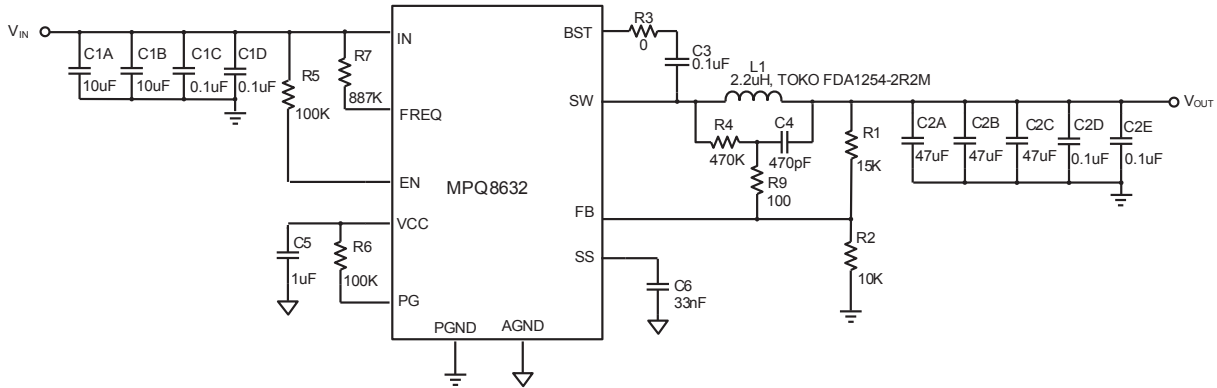 VIN
C1A
10uF
C1B
10uF
C1C
0.1uF
C1D
0.1uF
R5
100K
R7
887K
IN
FREQ
EN
VCC
PG
C5
1uF
R6
100K
MPQ8632
PGND
AGND
BST
SW
FB
SS
R3
0
C3
0.1uF
L1
2.2uH, TOKO FDA1254-2R2M
R4
470K
C4
470pF
R9
100
R1
15K
R2
10K
C6
33nF
C2A
47uF
C2B
47uF
C2C
47uF
C2D
0.1uF
C2E
0.1uF
VOUT